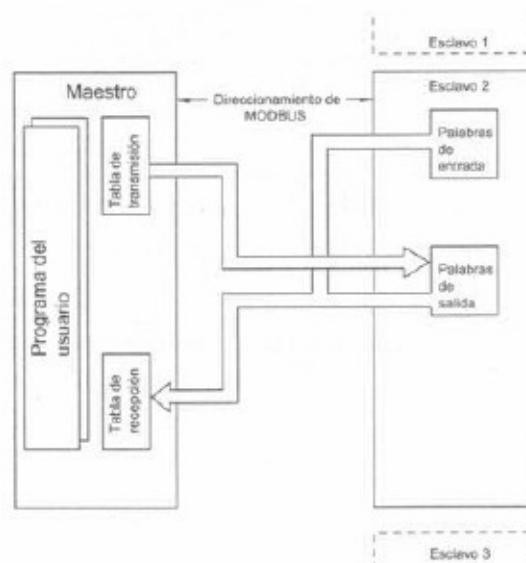 Esclavo 1
Maestro
Direccionamiento de
MODBUS
Esclavo 2
Programa del
usuario
Tabla de
transmisión
Palabras
de
entrada
Palabras
de
salida
Tabla de
recepción
Esclavo 3